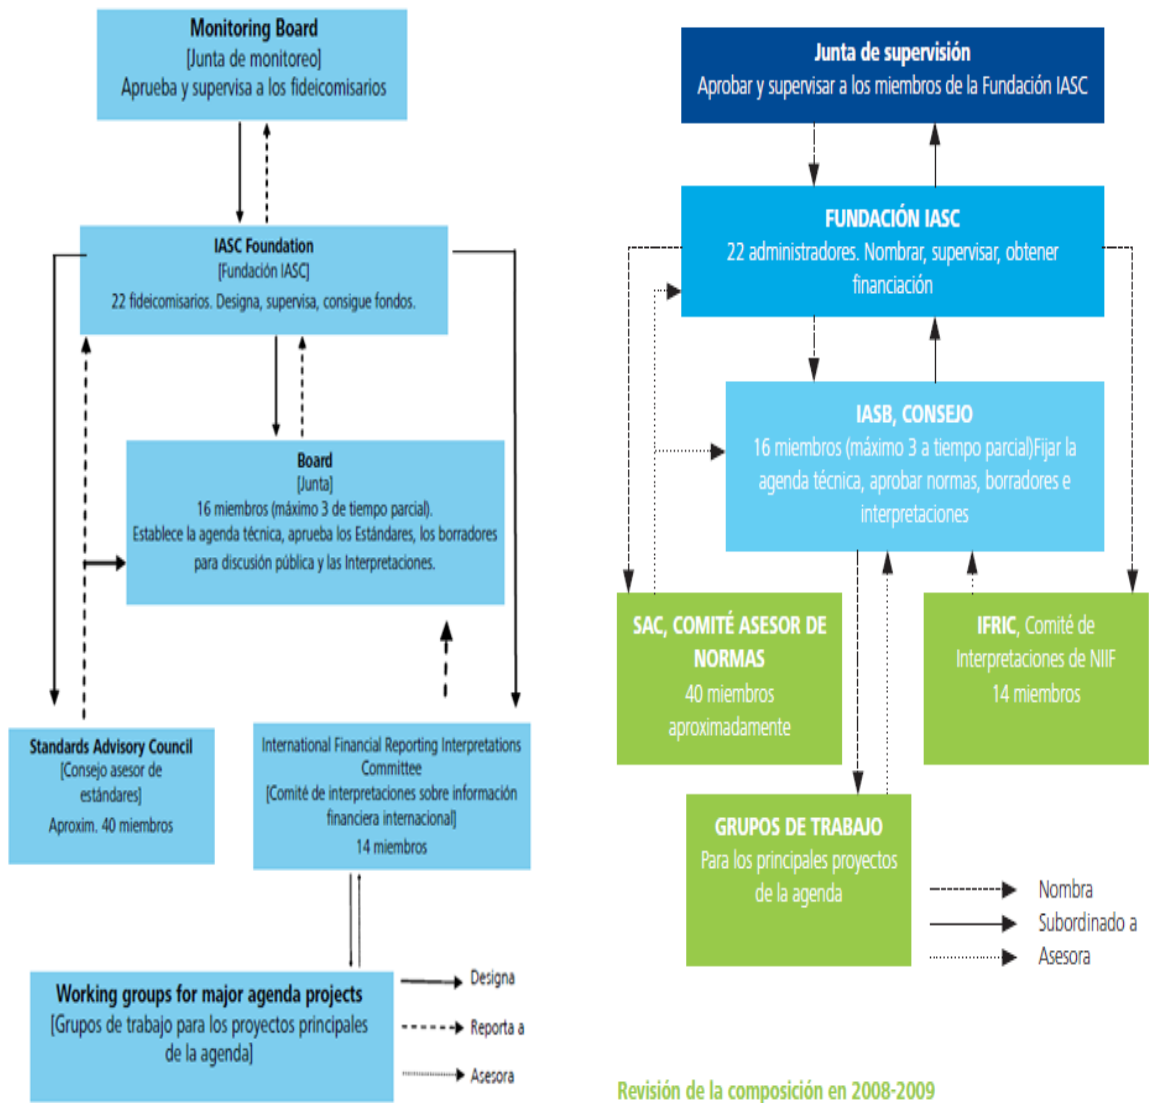 Monitoring Board
[Junta de monitoreo]
Aprueba y supervisa a los fideicomisarios
IASC Foundation
[Fundación IASC]
22 fideicomisarios. Designa, supervisa, consigue fondos.
Board
[Junta]
16 miembros (máximo 3 de tiempo parcial).
Establece la agenda técnica, aprueba los Estándares, los borradores
para discusión pública y las Interpretaciones.
Standards Advisory Council
[Consejo asesor de
estándares]
Aproxim. 40 miembros
International Financial Reporting Interpretations
Committee
[Comité de interpretaciones sobre información
financiera internacional]
14 miembros
Working groups for major agenda projects
[Grupos de trabajo para los proyectos principales
de la agenda]
Designa
Reporta a
Asesora
Junta de supervisión
Aprobar y supervisar a los miembros de la Fundación IASC
FUNDACIÓN IASC
22 administradores. Nombrar, supervisar, obtener
financiación
IASB, CONSEJO
16 miembros (máximo 3 a tiempo parcial)Fijar la
agenda técnica, aprobar normas, borradores e
interpretaciones
SAC, COMITÉ ASESOR DE
NORMAS
40 miembros
aproximadamente
IFRIC, Comité de
Interpretaciones de NIIF
14 miembros
GRUPOS DE TRABAJO
Para los principales proyectos
de la agenda
Nombra
Subordinado a
Asesora
Revisión de la composición en 2008-2009